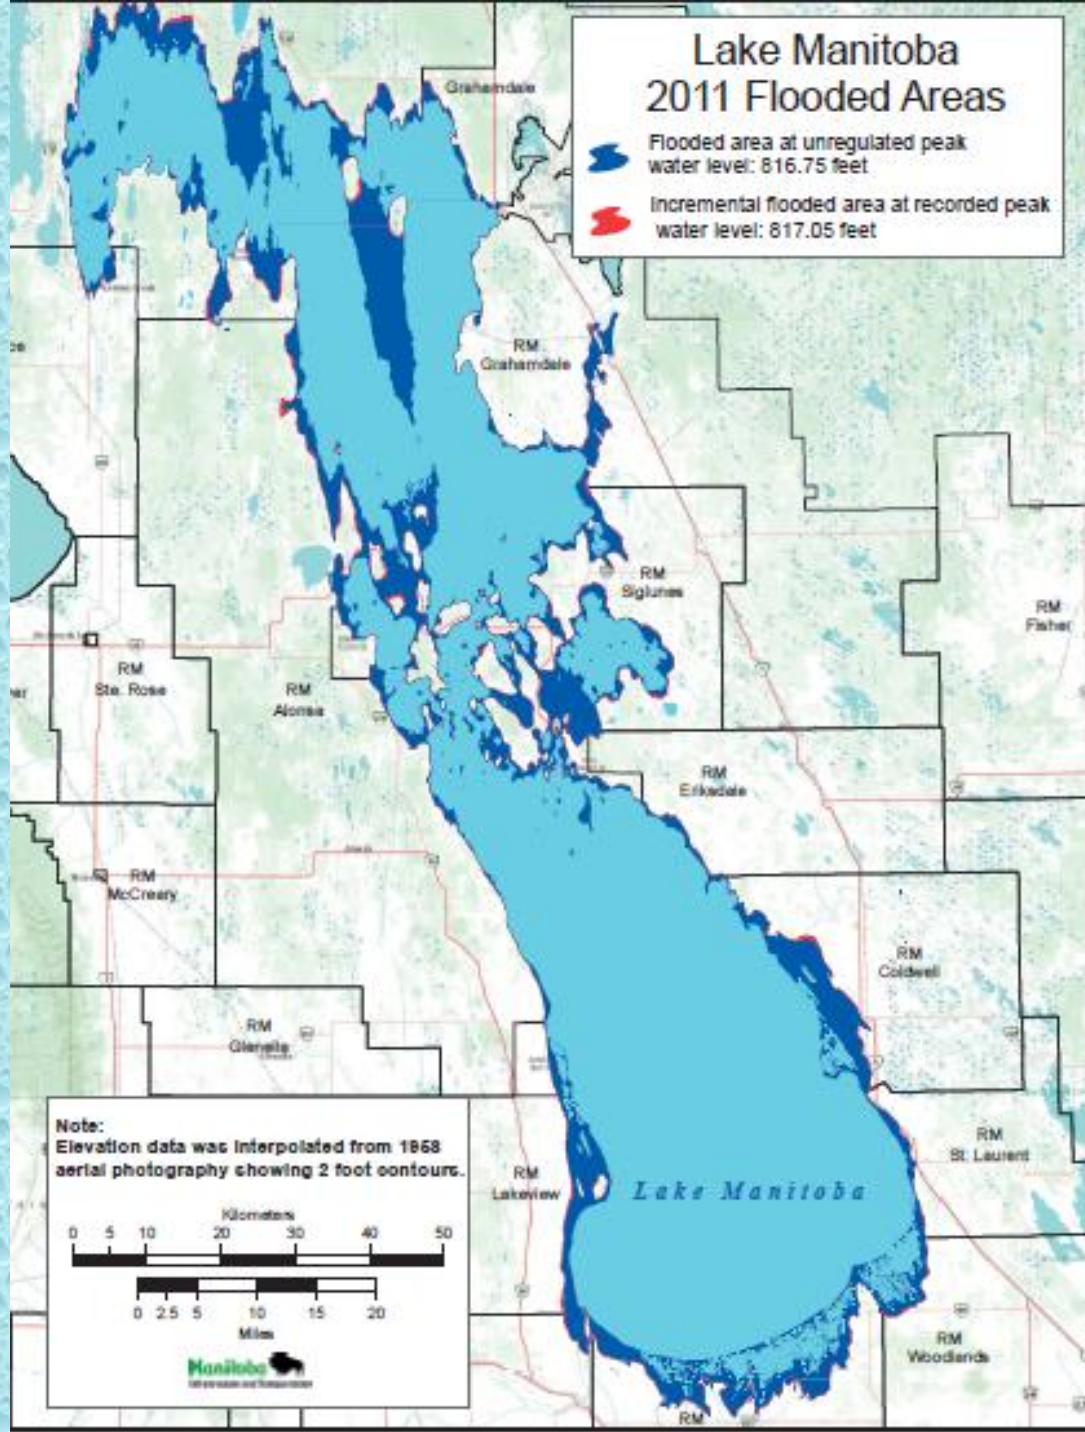 Lake Manitoba
2011 Flooded Areas
Flooded area at unregulated peak
water level: 816.75 feet
Incremental flooded area at recorded peak
water level: 817.05 feet
Grahamdale
RM
Grahamdale
RM
Siglunes
RM
Fisher
RM
Ste. Rose
RM
Alonsa
RM
Eriksdale
RM
McCreary
RM
Coldwell
RM
Glenella
RM
St. Laurent
RM
Lakeview
Lake Manitoba
RM
Woodlands
RM
Note:
Elevation data was interpolated from 1958
aerial photography showing 2 foot contours.
Kilometers
0 5 10 20 30 40 50
0 2.5 5 10 15 20
Miles
Manitoba
Infrastructure and Transportation